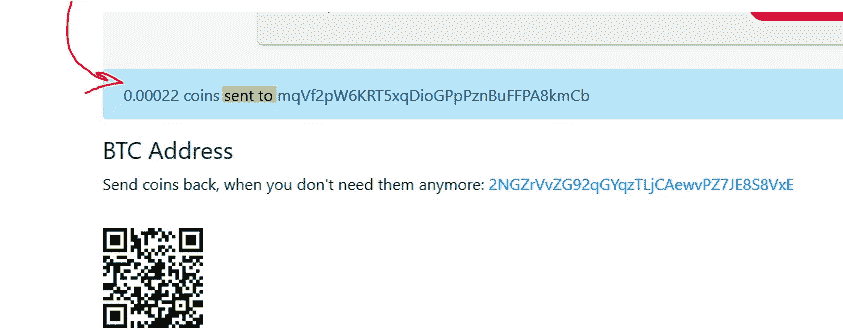 0.00022 coins sent to mqVf2pW6KRT5xqDioGPpPznBuFFPA8kmCb
BTC Address
Send coins back, when you don't need them anymore: 2NGZrVvZG92qGYqzTLjCAewvPZ7JE8S8VxE